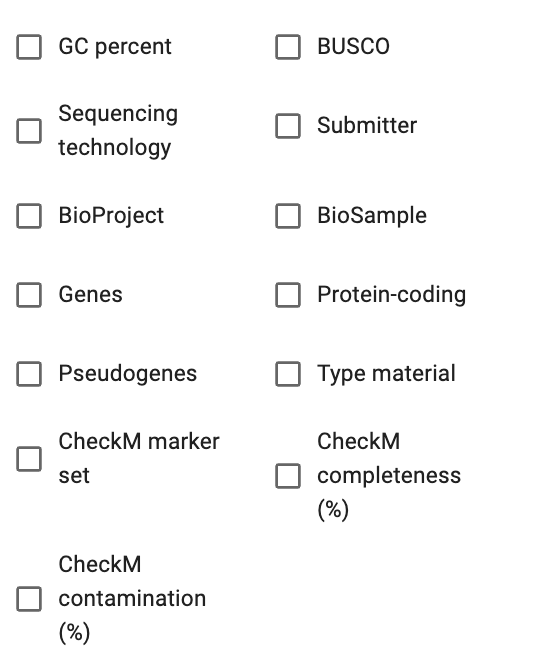 GC percent
BUSCO
Sequencing
technology
Submitter
BioProject
BioSample
Genes
Protein-coding
Pseudogenes
Type material
CheckM marker
set
CheckM
completeness
(%)
CheckM
contamination
(%)